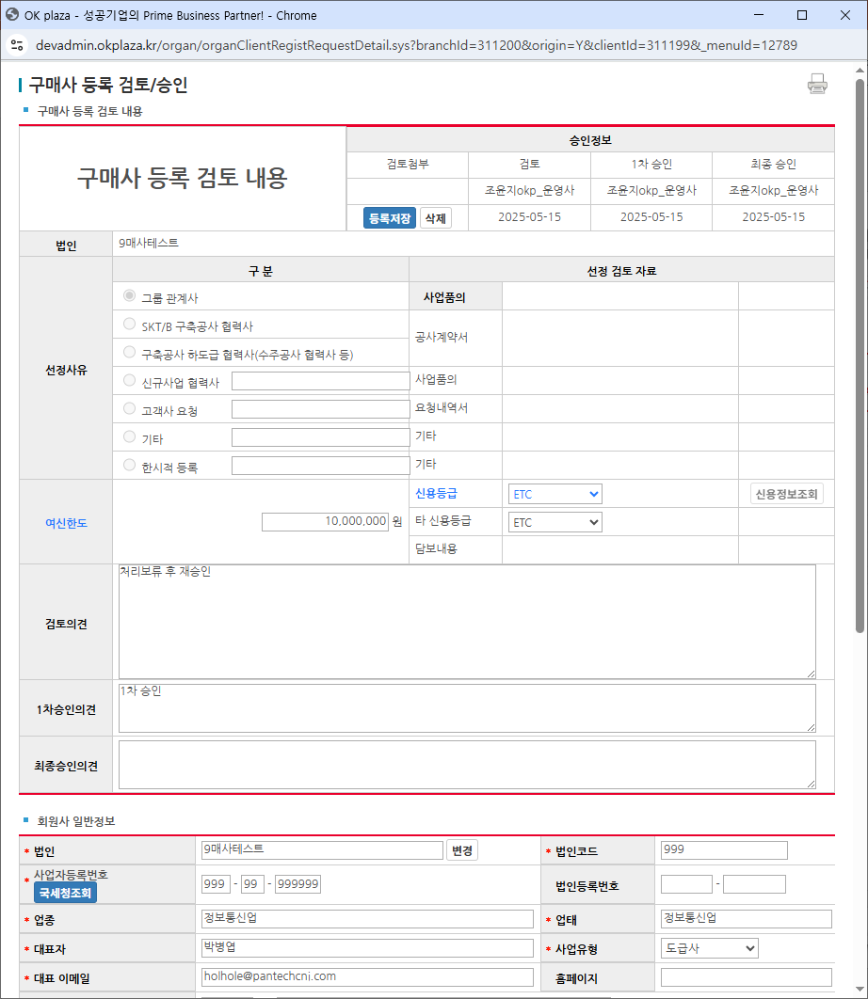 OK plaza - 성공기업의 Prime Business Partner! - Chrome
devadmin.okplaza.kr/organ/organClientRegistRequestDetail.sys?branchId=311200&origin=Y&clientId=311199&_menuId=12789
구매사 등록 검토/승인
구매사 등록 검토 내용
구매사 등록 검토 내용
승인정보
검토첨부 검토 1차 승인 최종 승인
조윤지okp_운영사 조윤지okp_운영사 조윤지okp_운영사
등록저장 삭제 2025-05-15 2025-05-15 2025-05-15
법인 9매사테스트
선정사유
구 분 선정 검토 자료
그룹 관계사 사업품의
SKT/B 구축공사 협력사
공사계약서
구축공사 하도급 협력사(수주공사 협력사 등)
신규사업 협력사 사업품의
고객사 요청 요청내역서
기타 기타
한시적 등록 기타
여신한도 10,000,000 원
신용등급 ETC 신용정보조회
타 신용등급 ETC
담보내용
검토의견 처리보류 후 재승인
1차승인의견 1차 승인
최종승인의견
회원사 일반정보
* 법인 9매사테스트 변경 * 법인코드 999
* 사업자등록번호 국세청조회 999 - 99 - 999999 법인등록번호 -
* 업종 정보통신업 * 업태 정보통신업
* 대표자 박병엽 * 사업유형 도급사
* 대표 이메일 holhole@pantechcni.com 홈페이지